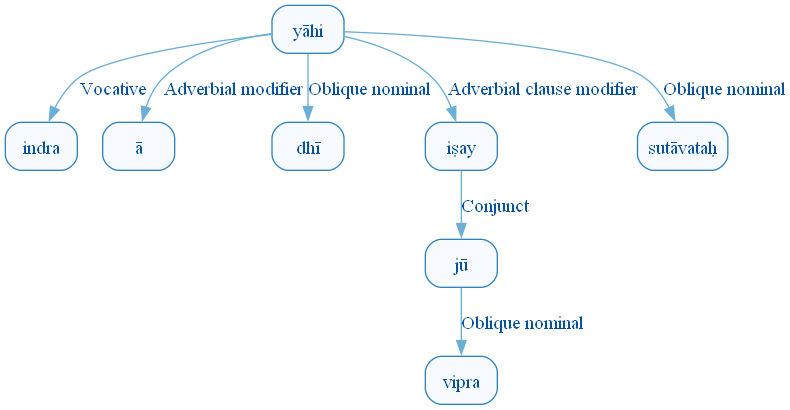 yāhi
Vocative Adverbial modifier Oblique nominal Adverbial clause modifier Oblique nominal
indra ā dhī iṣay sutāvataḥ
Conjunct
jū
Oblique nominal
vipra